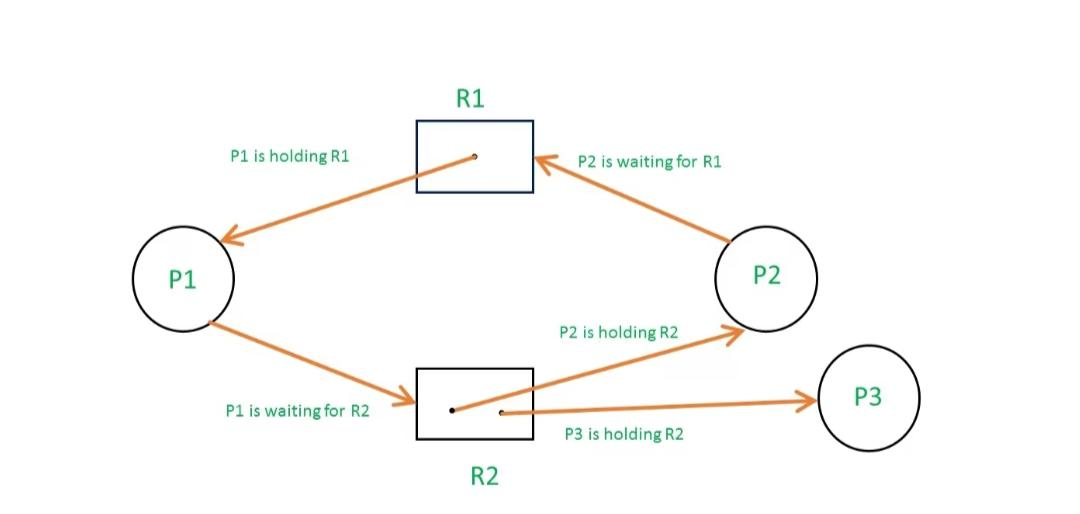 R1
P1 is holding R1
P2 is waiting for R1
P1
P2
P2 is holding R2
P3
P1 is waiting for R2
P3 is holding R2
R2